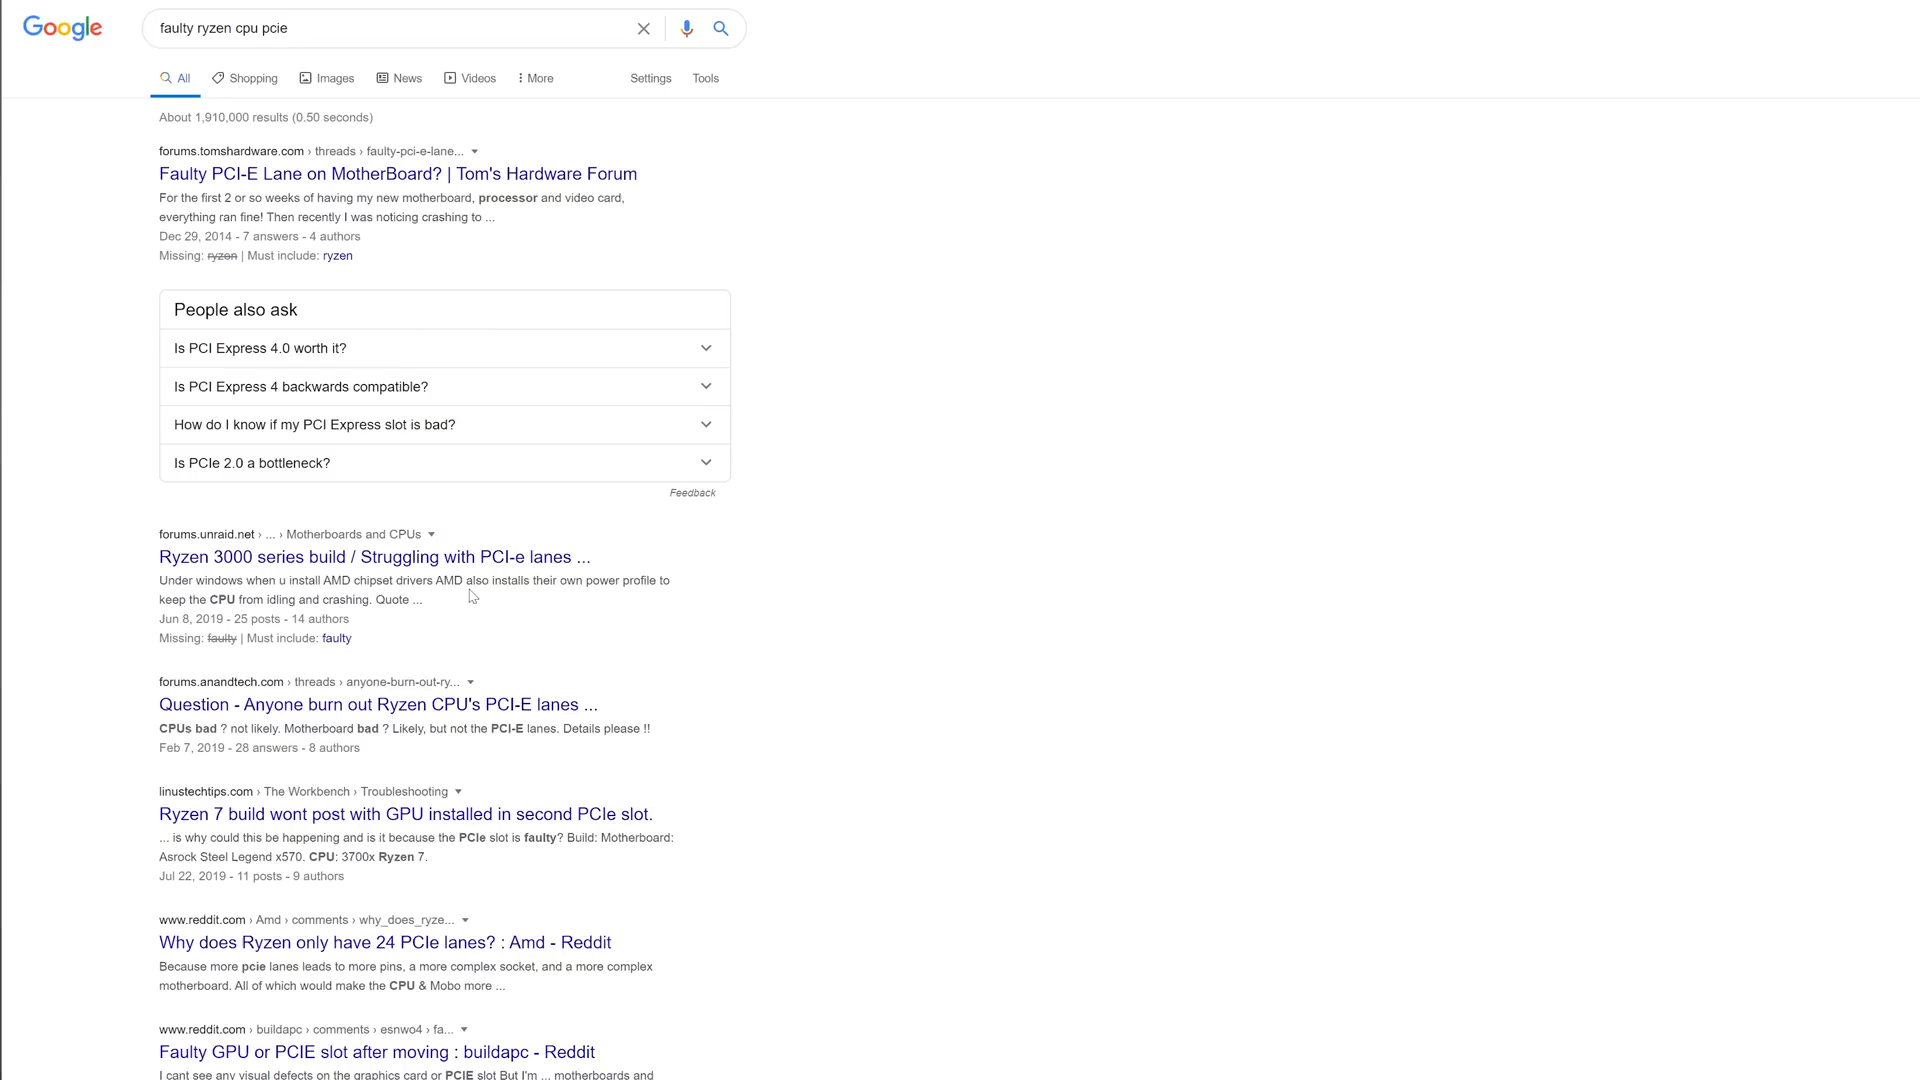 Google
faulty ryzen cpu pcie
All Shopping Images News Videos More Settings Tools
About 1,910,000 results (0.50 seconds)
forums.tomshardware.com › threads › faulty-pci-e-lane...
Faulty PCI-E Lane on MotherBoard? | Tom's Hardware Forum
For the first 2 or so weeks of having my new motherboard, processor and video card,
everything ran fine! Then recently I was noticing crashing to ...
Dec 29, 2014 - 7 answers - 4 authors
Missing: ryzen | Must include: ryzen
People also ask
Is PCI Express 4.0 worth it?
Is PCI Express 4 backwards compatible?
How do I know if my PCI Express slot is bad?
Is PCIe 2.0 a bottleneck?
Feedback
forums.unraid.net › ... › Motherboards and CPUs
Ryzen 3000 series build / Struggling with PCI-e lanes ...
Under windows when u install AMD chipset drivers AMD also installs their own power profile to
keep the CPU from idling and crashing. Quote ...
Jun 8, 2019 - 25 posts - 14 authors
Missing: faulty | Must include: faulty
forums.anandtech.com › threads › anyone-burn-out-ry...
Question - Anyone burn out Ryzen CPU's PCI-E lanes ...
CPUs bad ? not likely. Motherboard bad ? Likely, but not the PCI-E lanes. Details please !!
Feb 7, 2019 - 28 answers - 8 authors
linustechtips.com › The Workbench › Troubleshooting
Ryzen 7 build wont post with GPU installed in second PCIe slot.
... is why could this be happening and is it because the PCIe slot is faulty? Build: Motherboard:
Asrock Steel Legend x570. CPU: 3700x Ryzen 7.
Jul 22, 2019 - 11 posts - 9 authors
www.reddit.com › Amd › comments › why_does_ryze...
Why does Ryzen only have 24 PCIe lanes? : Amd - Reddit
Because more pcie lanes leads to more pins, a more complex socket, and a more complex
motherboard. All of which would make the CPU & Mobo more ...
www.reddit.com › buildapc › comments › esnwo4 › fa...
Faulty GPU or PCIE slot after moving : buildapc - Reddit
I cant see any visual defects on the graphics card or PCIE slot But I'm ... motherboards and